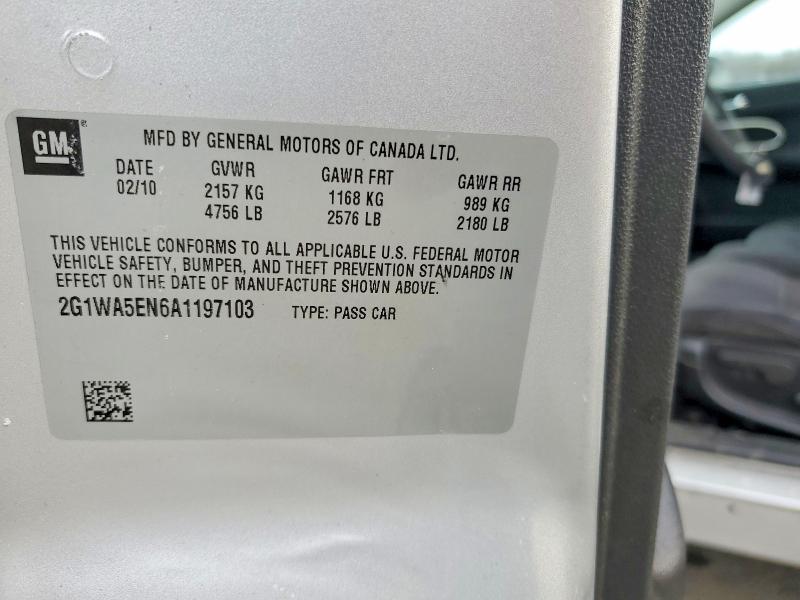 GM
MFD BY GENERAL MOTORS OF CANADA LTD.
DATE GVWR GAWR FRT GAWR RR
02/10 2157 KG 1168 KG 989 KG
4756 LB 2576 LB 2180 LB
THIS VEHICLE CONFORMS TO ALL APPLICABLE U.S. FEDERAL MOTOR
VEHICLE SAFETY, BUMPER, AND THEFT PREVENTION STANDARDS IN
EFFECT ON THE DATE OF MANUFACTURE SHOWN ABOVE.
2G1WA5EN6A1197103 TYPE: PASS CAR